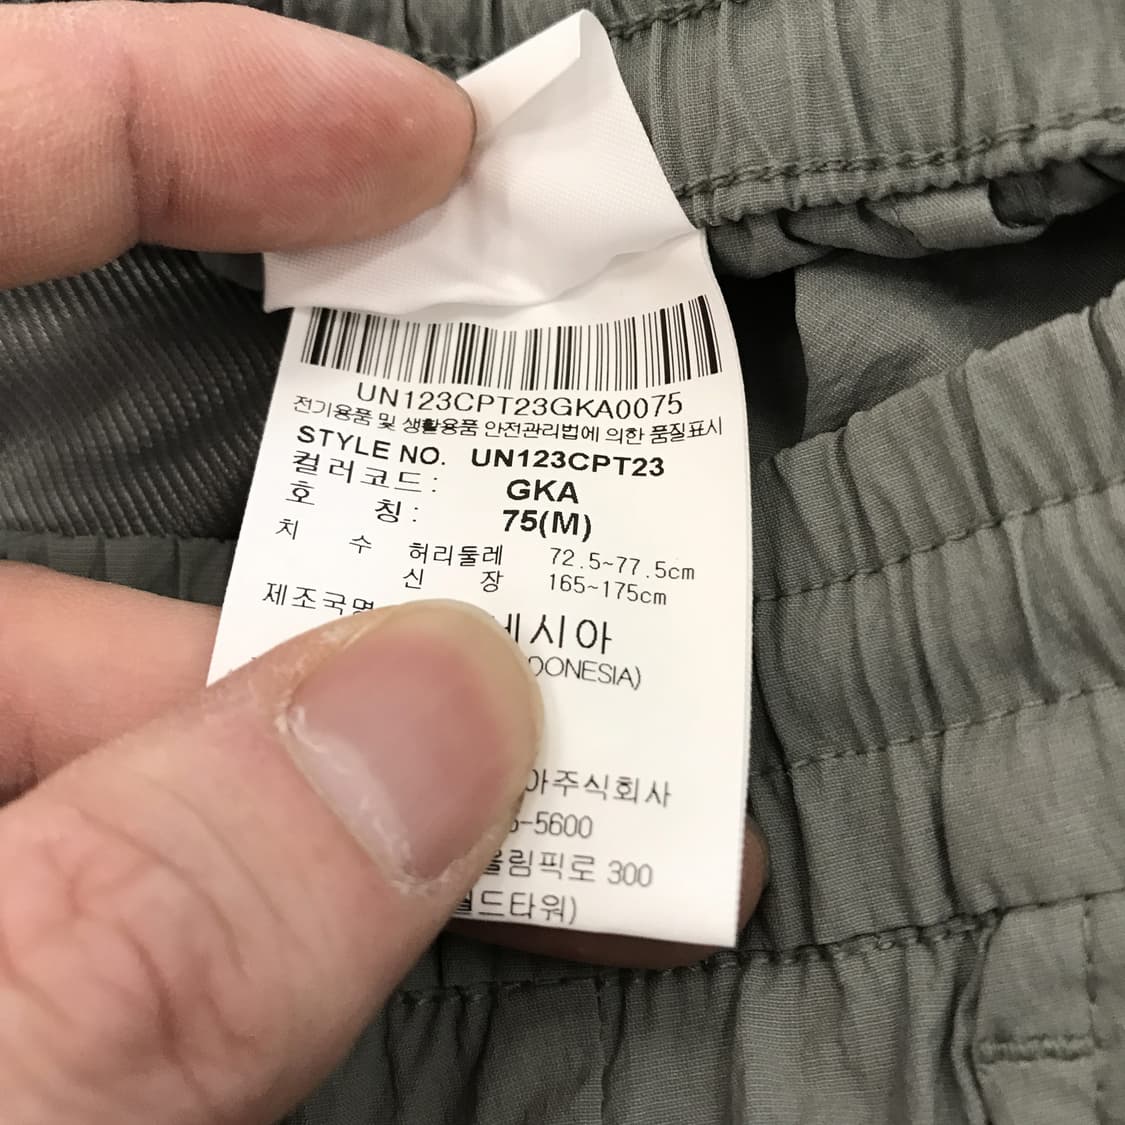 UN123CPT23GKA0075
전기용품 및 생활용품 안전관리법에 의한 품질표시
STYLE NO. UN123CPT23
컬러코드: GKA
호 칭: 75(M)
치 수 허리둘레 72.5~77.5cm
신 장 165~175cm
제조국명 네시아
DONESIA)
아주식회사
-5600
올림픽로 300
월드타워)